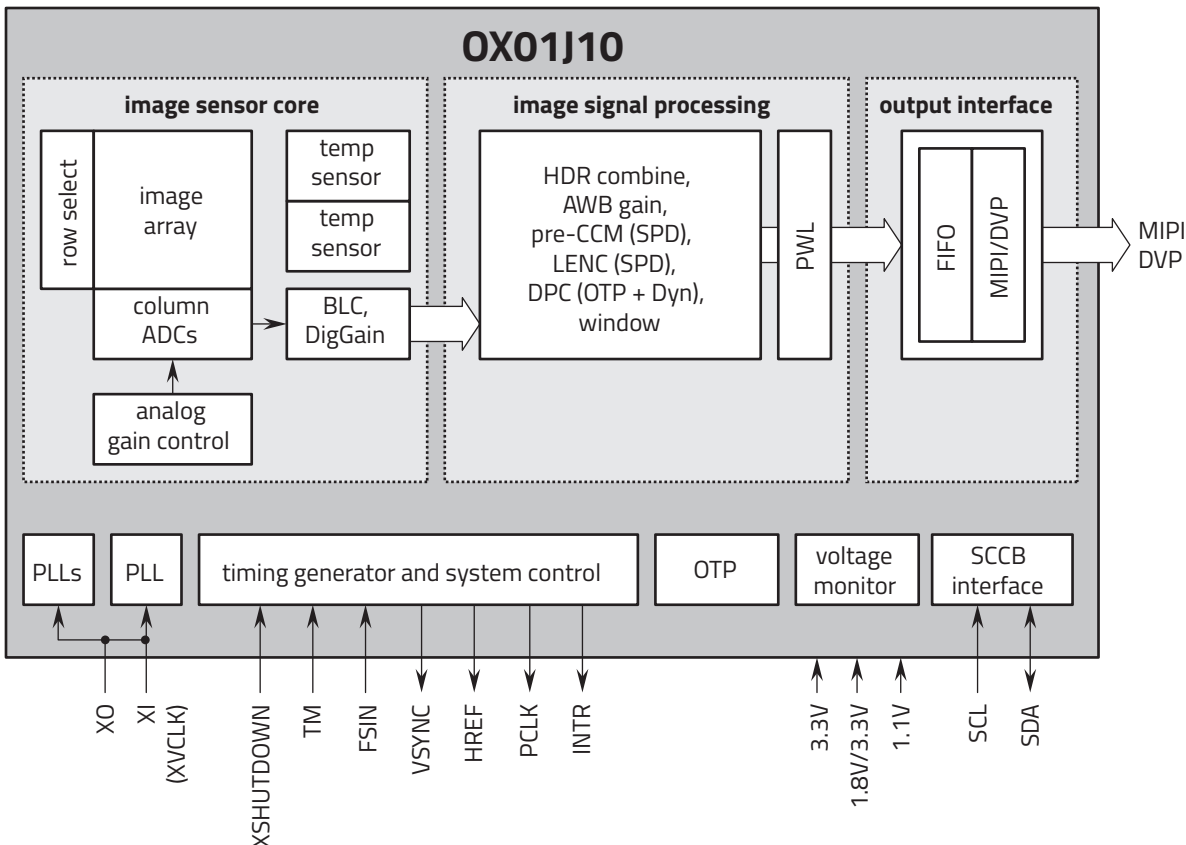 OX01J10
image sensor core
image signal processing
output interface
row select
image
array
temp
sensor
temp
sensor
column
ADCs
BLC,
DigGain
analog
gain control
HDR combine,
AWB gain,
pre-CCM (SPD),
LENC (SPD),
DPC (OTP + Dyn),
window
PWL
FIFO
MIPI/DVP
MIPI
DVP
PLLs
PLL
timing generator and system control
OTP
voltage
monitor
SCCB
interface
XO
XI
(XVCLK)
XSHUTDOWN
TM
FSIN
VSYNC
HREF
PCLK
INTR
3.3V
1.8V/3.3V
1.1V
SCL
SDA